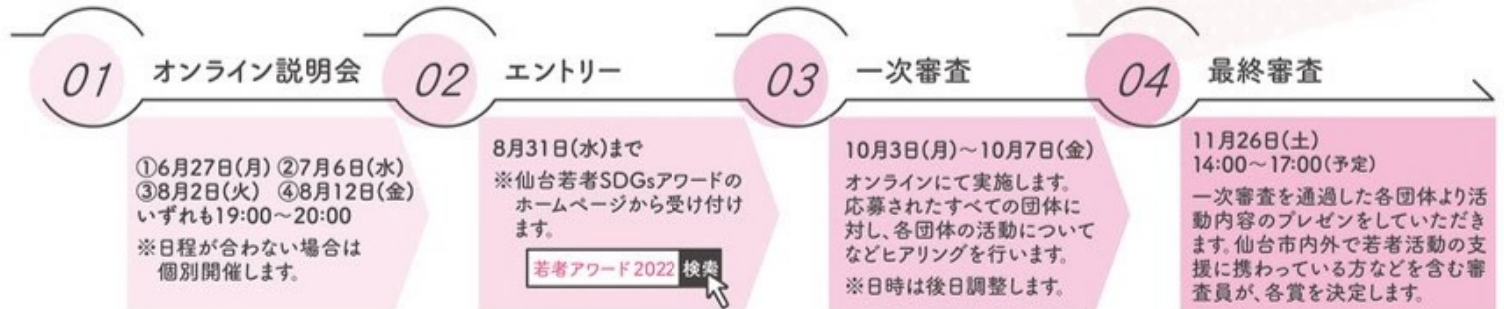 01 オンライン説明会
①6月27日(月) ②7月6日(水)
③8月2日(火) ④8月12日(金)
いずれも19:00～20:00
※日程が合わない場合は
個別開催します。
02 エントリー
8月31日(水)まで
※仙台若者SDGsアワードの
ホームページから受け付け
ます。
若者アワード2022 検索
03 一次審査
10月3日(月)～10月7日(金)
オンラインにて実施します。
応募されたすべての団体に
対し、各団体の活動について
などヒアリングを行います。
※日時は後日調整します。
04 最終審査
11月26日(土)
14:00～17:00(予定)
一次審査を通過した各団体より活
動内容のプレゼンをしていただき
ます。仙台市内外で若者活動の支
援に携わっている方などを含む審
査員が、各賞を決定します。